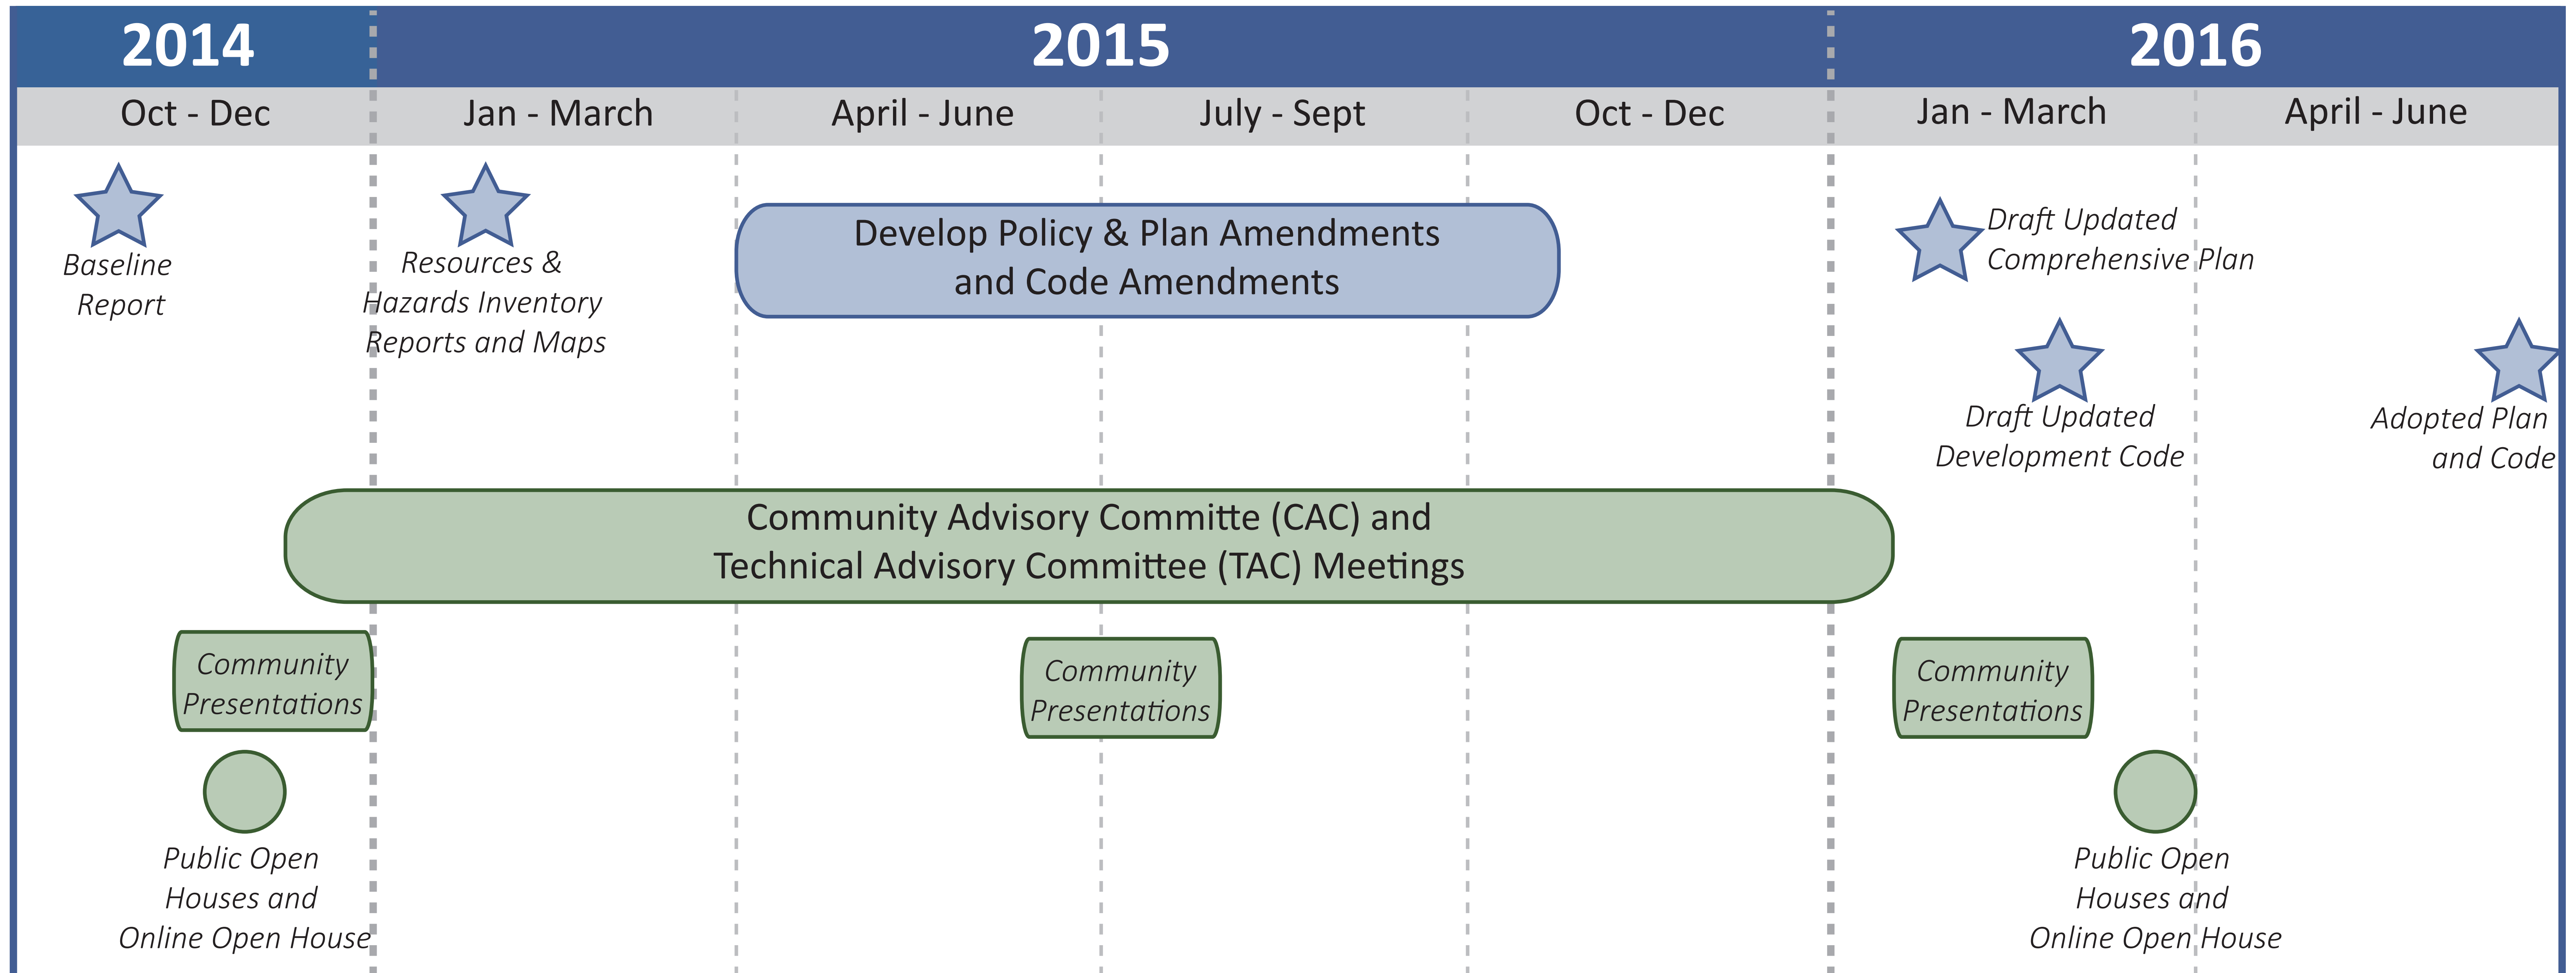 2014
2015
2016
Oct - Dec
Jan - March
April - June
July - Sept
Oct - Dec
Jan - March
April - June
Baseline
Report
Resources &
Hazards Inventory
Reports and Maps
Develop Policy & Plan Amendments
and Code Amendments
Draft Updated
Comprehensive Plan
Draft Updated
Development Code
Adopted Plan
and Code
Community Advisory Committe (CAC) and
Technical Advisory Committee (TAC) Meetings
Community
Presentations
Community
Presentations
Community
Presentations
Public Open
Houses and
Online Open House
Public Open
Houses and
Online Open House